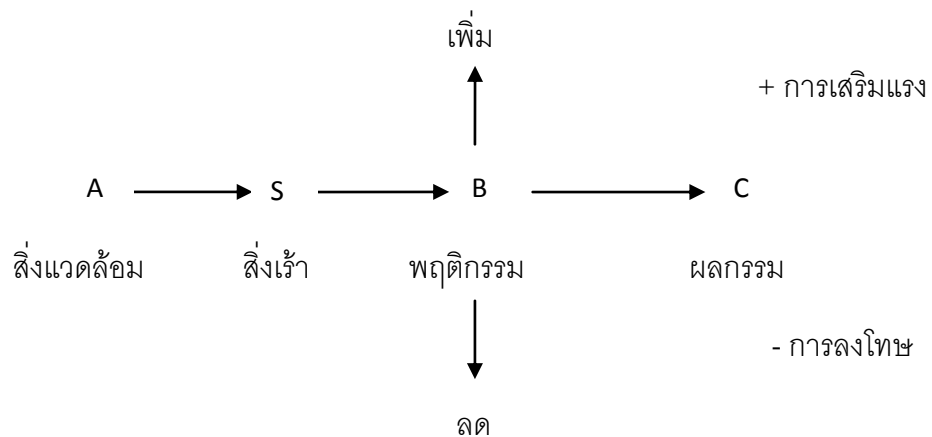 เพิ่ม
+ การเสริมแรง
A S B C
สิ่งแวดล้อม สิ่งเร้า พฤติกรรม ผลกรรม
- การลงโทษ
ลด